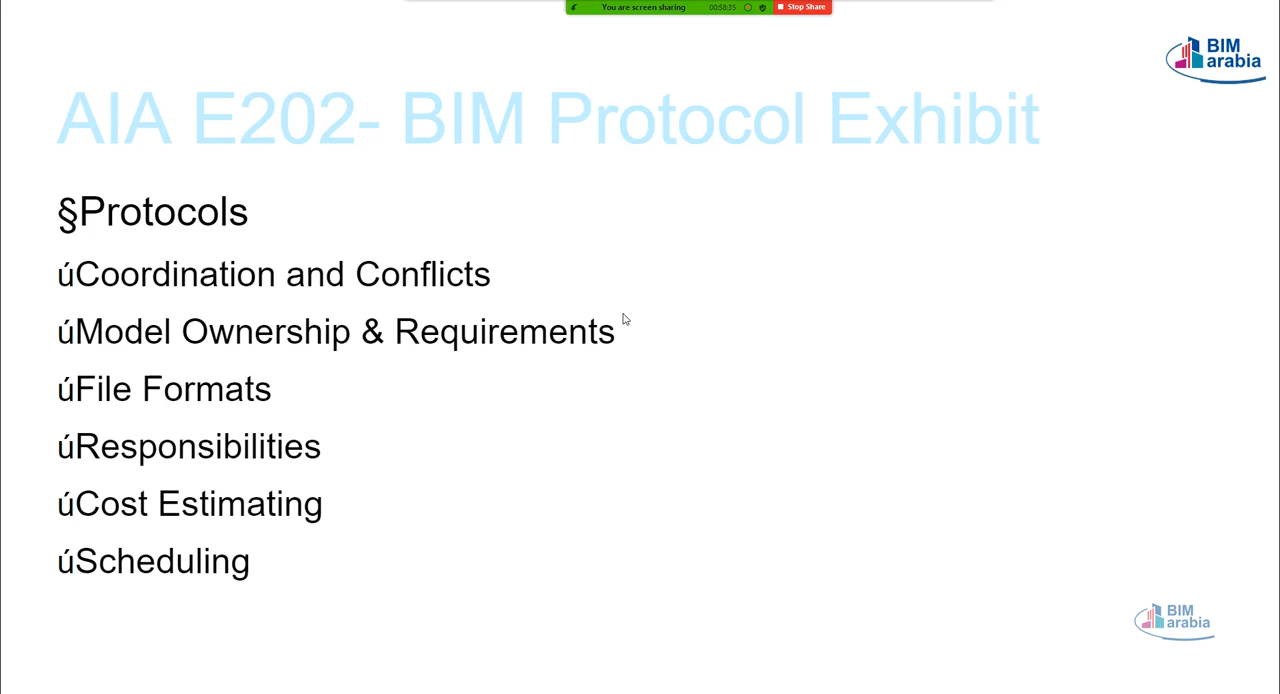 You are screen sharing 00:58:35 Stop Share
BIM
arabia
AIA E202- BIM Protocol Exhibit
§Protocols
úCoordination and Conflicts
úModel Ownership & Requirements
úFile Formats
úResponsibilities
úCost Estimating
úScheduling
BIM
arabia